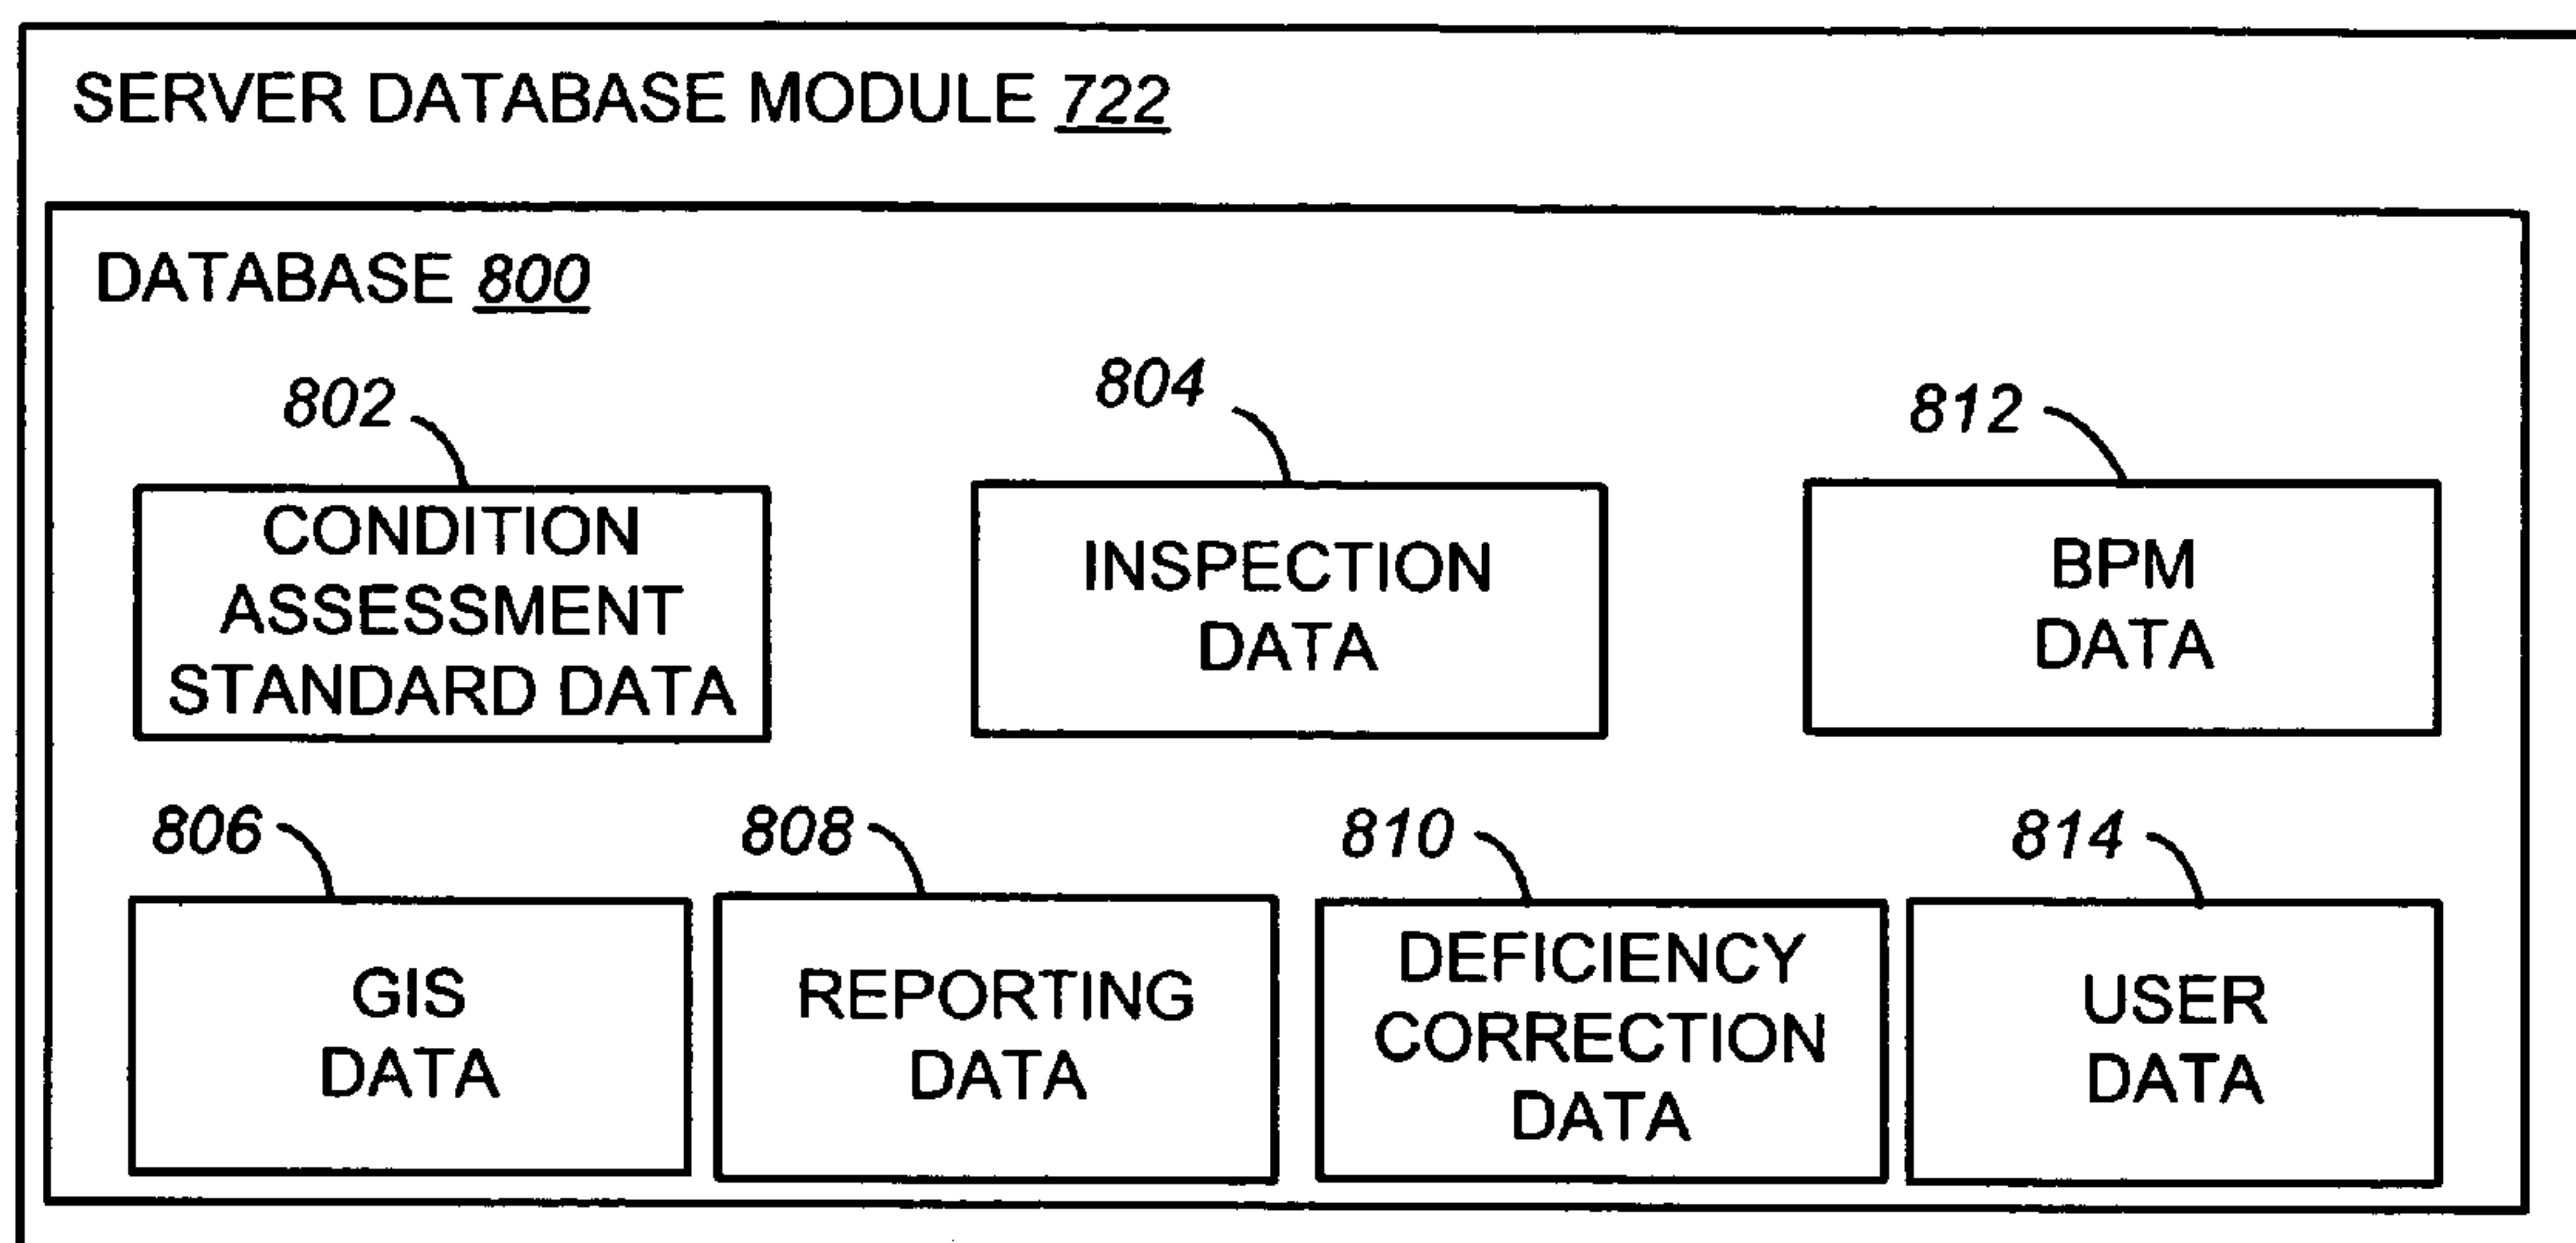 SERVER DATABASE MODULE 722
DATABASE 800
802
804
812
CONDITION
ASSESSMENT
STANDARD DATA
INSPECTION
DATA
BPM
DATA
806
808
810
814
GIS
DATA
REPORTING
DATA
DEFICIENCY
CORRECTION
DATA
USER
DATA